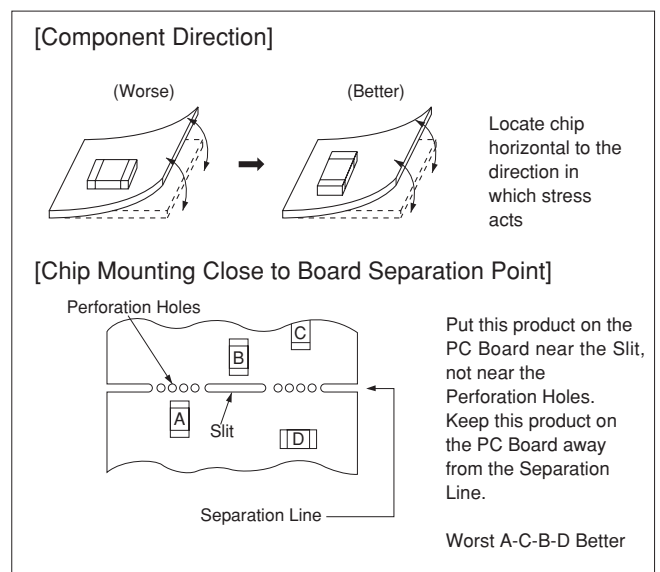 [Component Direction]
(Worse)
(Better)
Locate chip
horizontal to the
direction in
which stress
acts
[Chip Mounting Close to Board Separation Point]
Perforation Holes
C
B
A
Slit
D
Separation Line
Put this product on the
PC Board near the Slit,
not near the
Perforation Holes.
Keep this product on
the PC Board away
from the Separation
Line.
Worst A-C-B-D Better